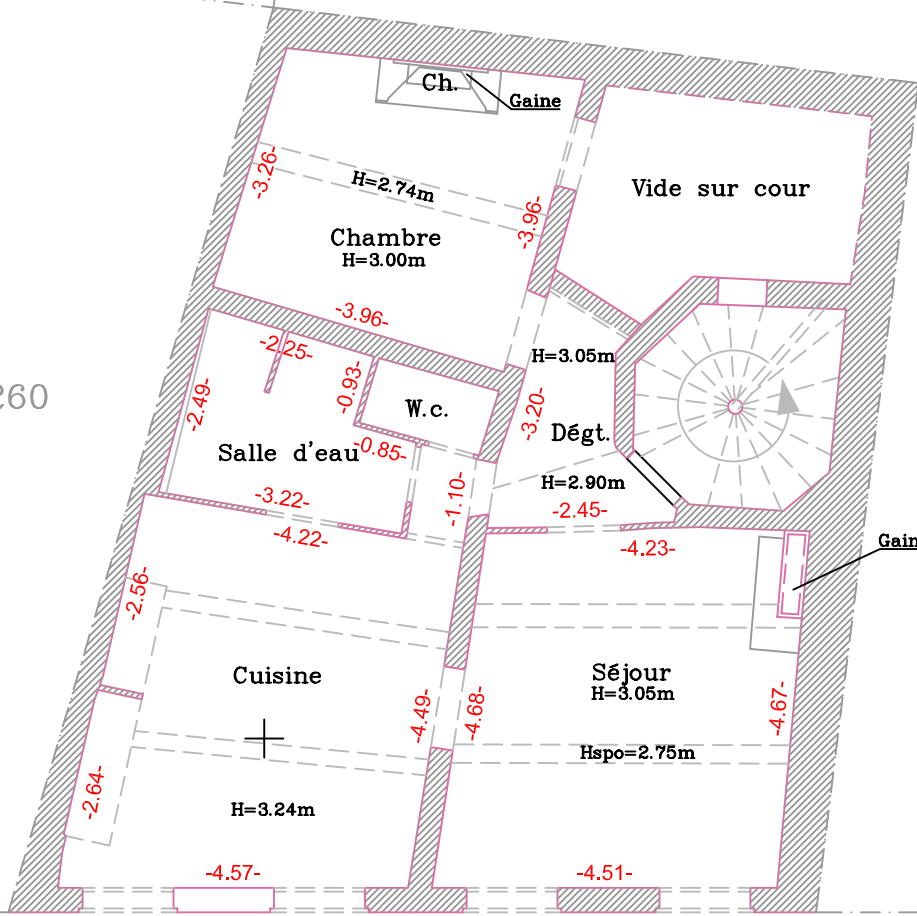 Ch.
Gaine
-3.26-
H=2.74m
Vide sur cour
-3.96-
Chambre
H=3.00m
-3.96-
-2.25-
H=3.05m
-0.93-
260
-2.49-
W.c.
-3.20-
Dégt.
Salle d'eau
-0.85-
H=2.90m
-3.22-
-1.10-
-2.45-
-4.22-
-4.23-
Gain
-2.56-
Cuisine
Séjour
H=3.05m
-4.49-
-4.68-
-4.67-
Hspo=2.75m
-2.64-
H=3.24m
-4.57-
-4.51-